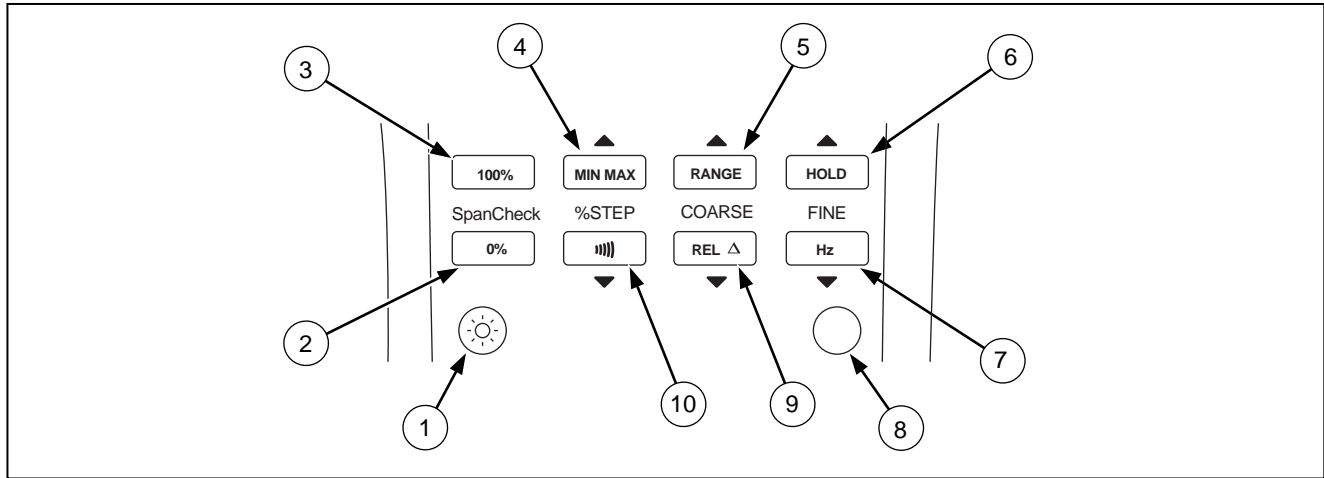 4
5
3
6
100%
MIN MAX
RANGE
HOLD
SpanCheck
%STEP
COARSE
FINE
0%
REL Δ
Hz
2
7
1
10
9
8